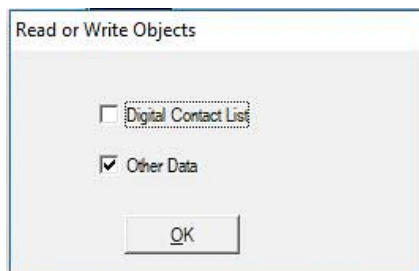 Read or Write Objects
Digital Contact List
Other Data
OK